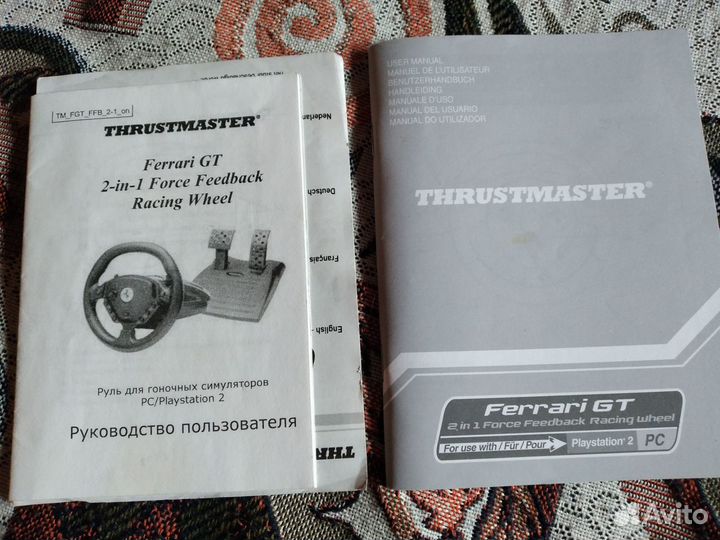 TM_FGT_FFB_2-1_on
THRUSTMASTER®
Ferrari GT
2-in-1 Force Feedback
Racing Wheel
Руль для гоночных симуляторов
PC/Playstation 2
Руководство пользователя
Nederlan
Deutsch
Français
English -
THR
USER MANUAL
MANUEL DE L'UTILISATEUR
BENUTZERHANDBUCH
HANDLEIDING
MANUALE D'USO
MANUAL DEL USUARIO
MANUAL DO UTILIZADOR
THRUSTMASTER®
Ferrari GT
2 in 1 Force Feedback Racing Wheel
For use with / Für / Pour
Playstation® 2
PC
Avito